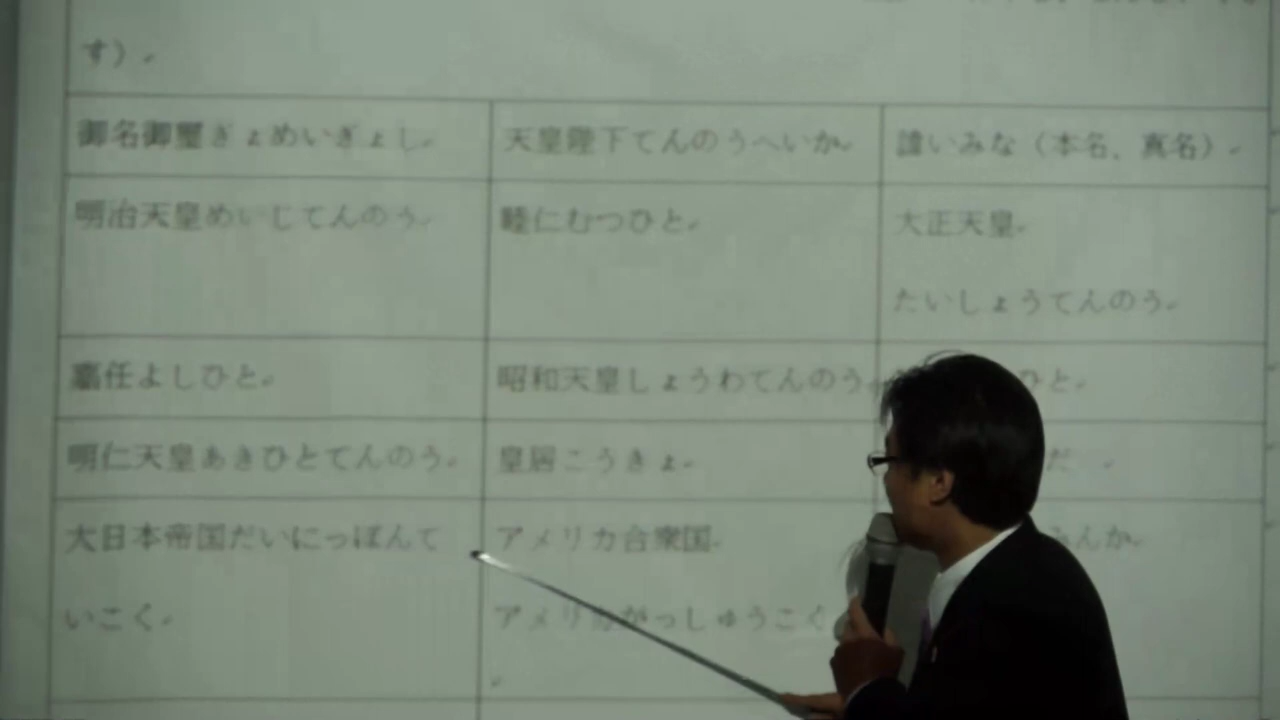 す）
御名御璽ぎょめいぎょし
天皇陛下てんのうへいか
諱いみな（本名、真名）
明治天皇めいじてんのう
睦仁むつひと
大正天皇
たいしょうてんのう
嘉任よしひと
昭和天皇しょうわてんのう
ひと
明仁天皇あきひとてんのう
皇居こうきょ
だ
大日本帝国だいにっぽんて
いこく
アメリカ合衆国
アメリカがっしゅうこく
んか